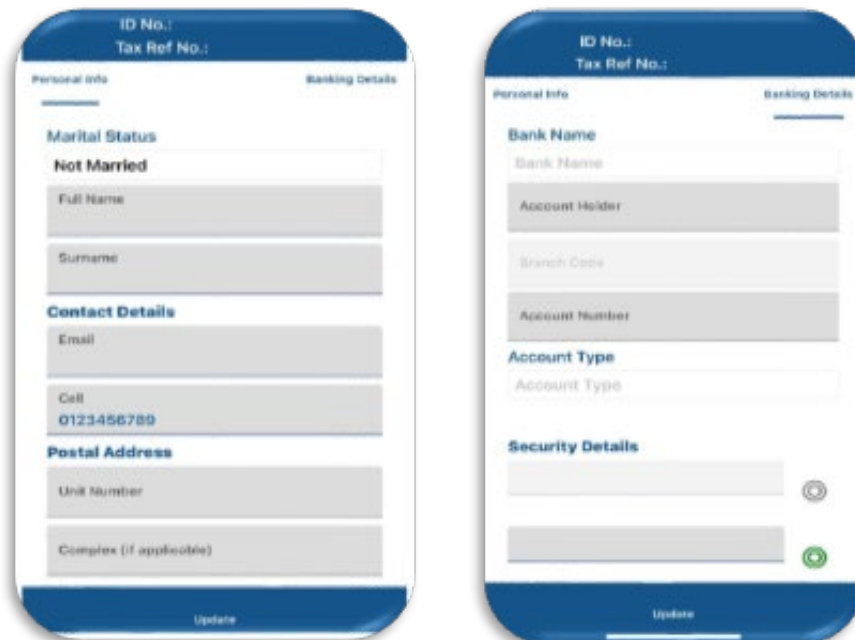 ID No.:
Tax Ref No.:
Personal Info Banking Details
Marital Status
Not Married
Full Name
Surname
Contact Details
Email
Cell
0123456789
Postal Address
Unit Number
Complex (if applicable)
Update
ID No.:
Tax Ref No.:
Personal Info Banking Details
Bank Name
Bank Name
Account Holder
Branch Code
Account Number
Account Type
Account Type
Security Details
Update